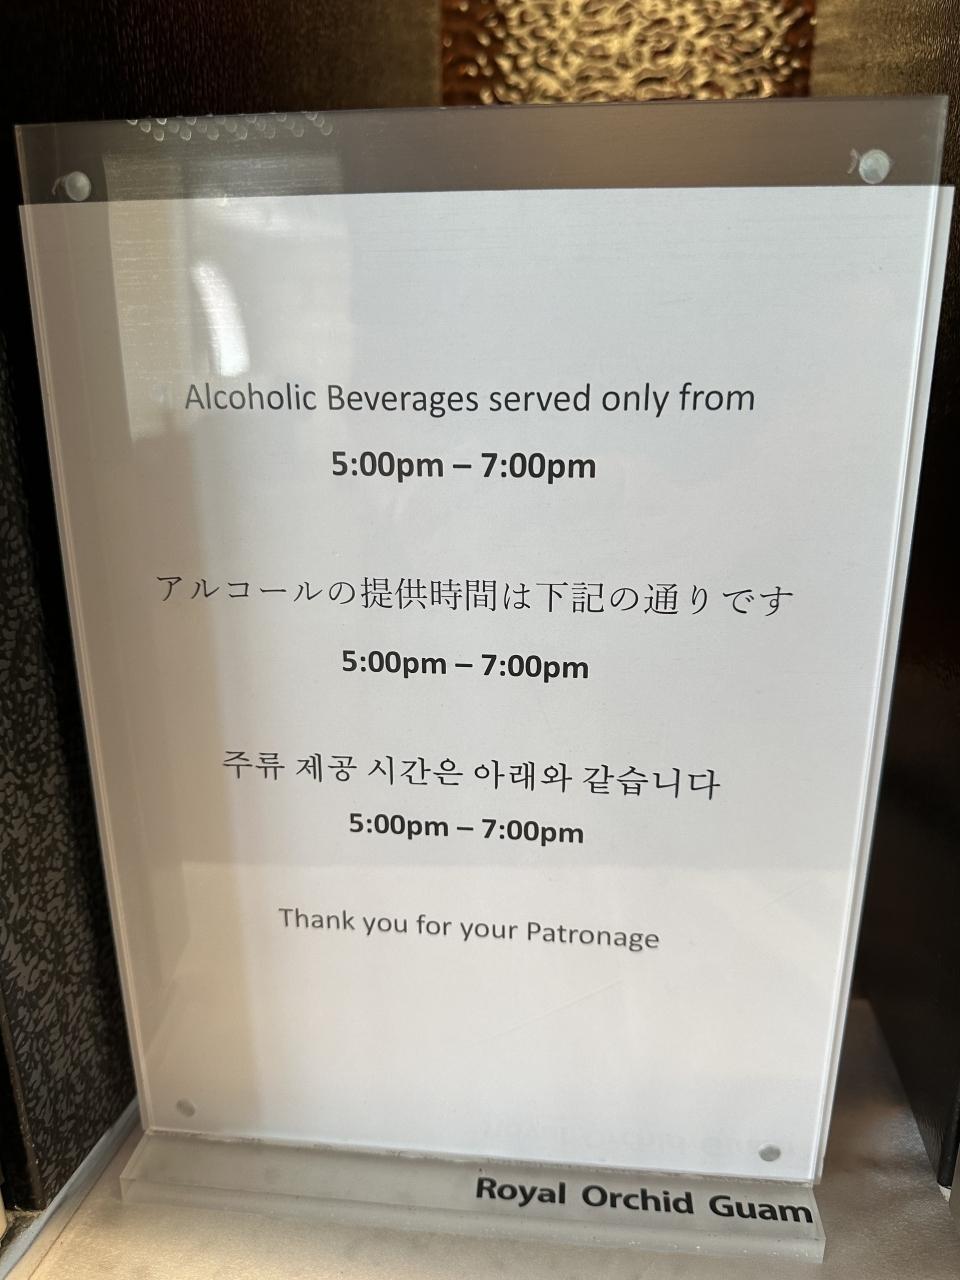 Alcoholic Beverages served only from
5:00pm – 7:00pm
アルコールの提供時間は下記の通りです
5:00pm – 7:00pm
주류 제공 시간은 아래와 같습니다
5:00pm – 7:00pm
Thank you for your Patronage
Royal Orchid Guam